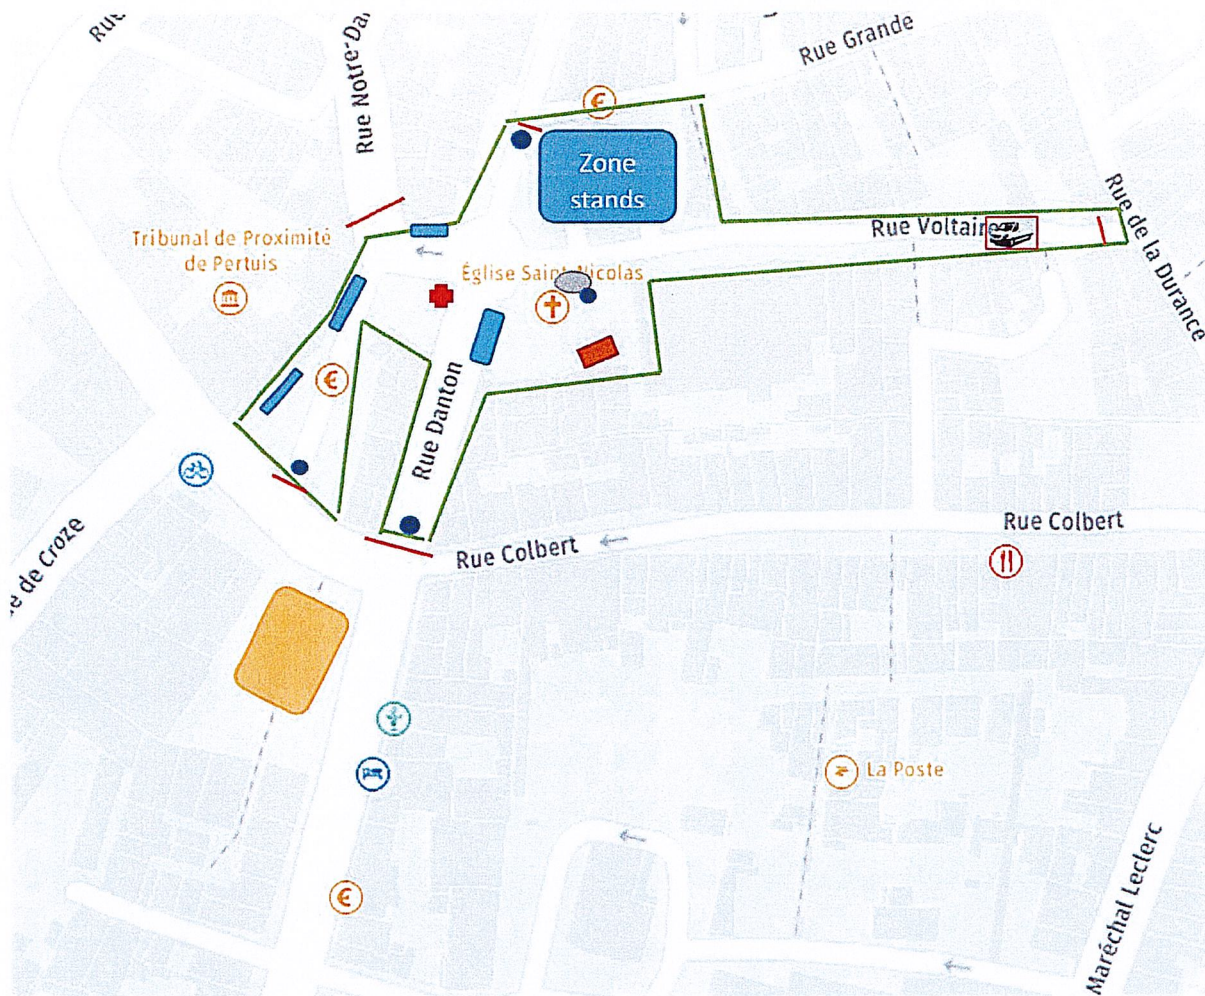 Rue
Rue Notre-Da
Rue Grande
Zone
stands
Rue Voltaire
Rue de la Durance
Tribunal de Proximité
de Pertuis
Église Saint-Nicolas
Rue Danton
Rue Colbert
Rue Colbert
de Croze
La Poste
Maréchal Leclerc